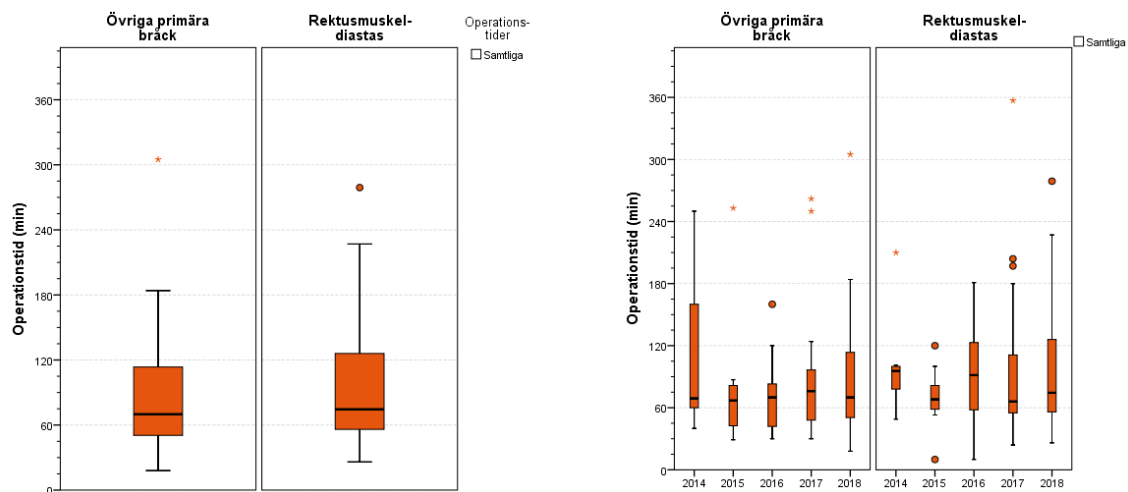 Övriga primära
bråck
Rektusmuskel-
diastas
Operations-
tider
Samtliga
Operationstid (min)
360
300
240
180
120
60
0
Övriga primära
bråck
Rektusmuskel-
diastas
Samtliga
Operationstid (min)
360
300
240
180
120
60
0
2014 2015 2016 2017 2018 2014 2015 2016 2017 2018